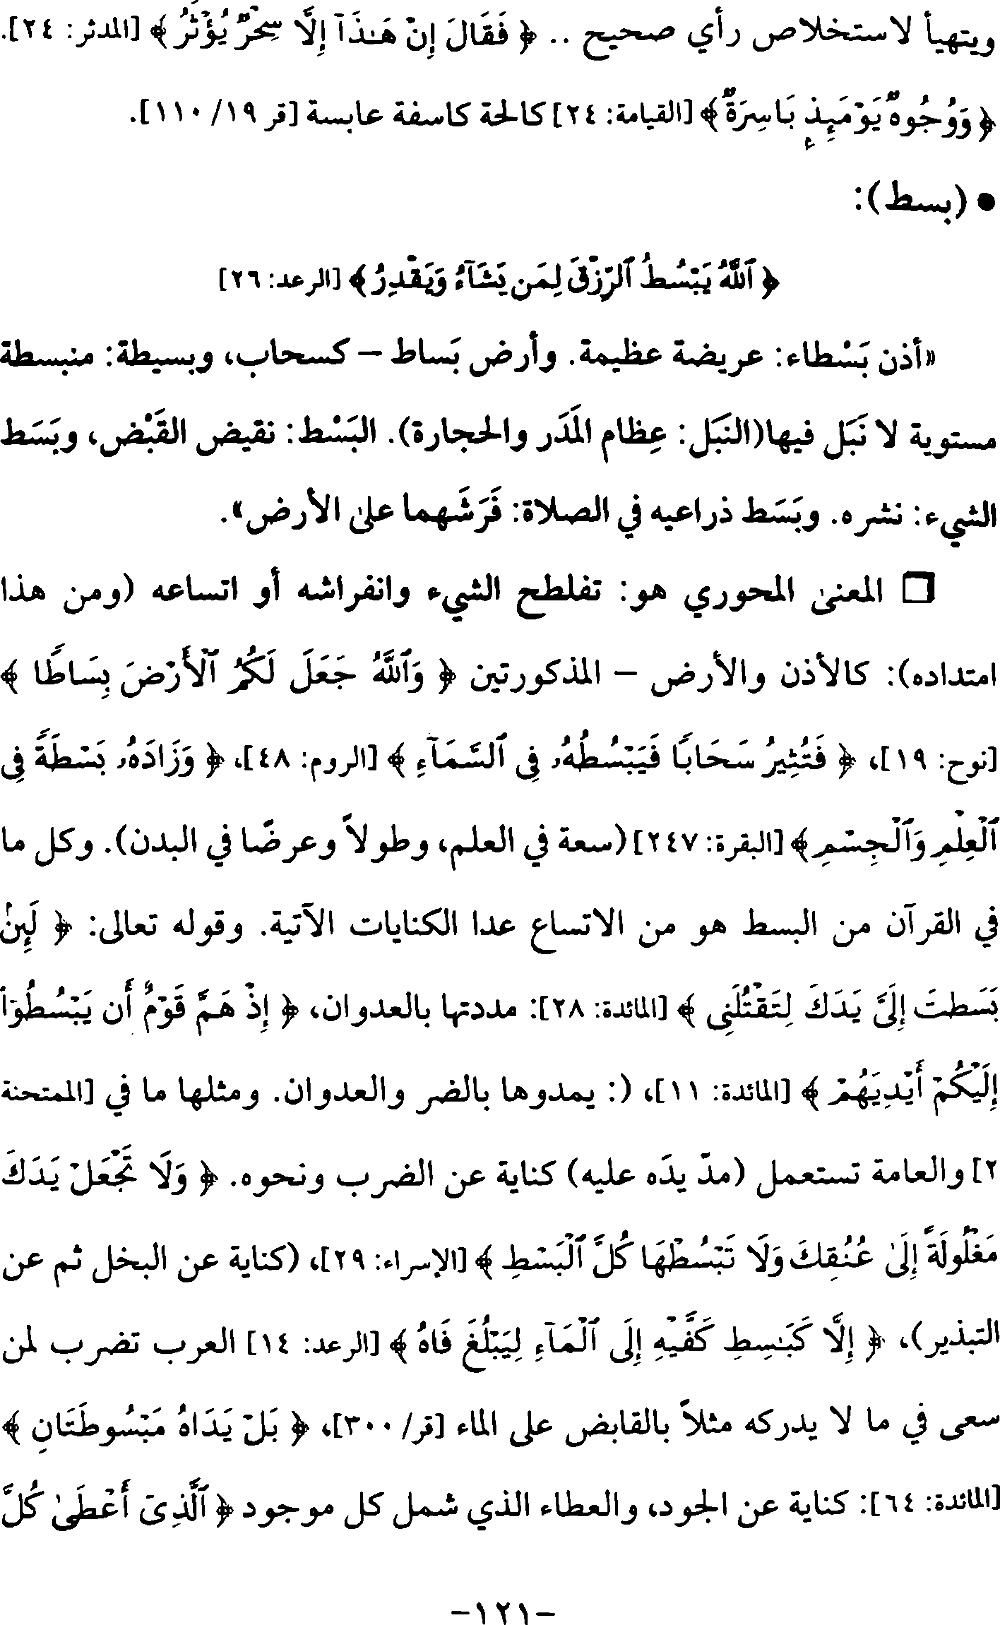 ويتهيأ لاستخلاص رأي صحيح .. ﴿ فَقَالَ إِنْ هَـٰذَآ إِلَّا سِحْرٌ يُؤْثَرُ ﴾ [المدثر: ٢٤].
﴿ وَوُجُوهٌ يَوْمَئِذٍ بَاسِرَةٌ ﴾ [القيامة: ٢٤] كالحة كاسفة عابسة [قر ١٩/ ١١٠].
• (بسط):
﴿ ٱللَّهُ يَبْسُطُ ٱلرِّزْقَ لِمَن يَشَآءُ وَيَقْدِرُ ﴾ [الرعد: ٢٦]
«أذن بَسْطاء: عريضة عظيمة. وأرض بَساط – كسحاب، وبسيطة: منبسطة
مستوية لا نَبَل فيها(النَبَل: عِظام المَدَر والحجارة). البَسْط: نقيض القَبْض، وبَسَط
الشيء: نشره. وبَسَط ذراعيه في الصلاة: فَرَشَهما على الأرض».
❒ المعنى المحوري هو: تفلطح الشيء وانفراشه أو اتساعه (ومن هذا
امتداده): كالأذن والأرض – المذكورتين ﴿ وَٱللَّهُ جَعَلَ لَكُمُ ٱلْأَرْضَ بِسَاطًا ﴾
[نوح: ١٩]، ﴿ فَتُثِيرُ سَحَابًا فَيَبْسُطُهُۥ فِى ٱلسَّمَآءِ ﴾ [الروم: ٤٨]، ﴿ وَزَادَهُۥ بَسْطَةً فِى
ٱلْعِلْمِ وَٱلْجِسْمِ ﴾ [البقرة: ٢٤٧] (سعة في العلم، وطولاً وعرضًا في البدن). وكل ما
في القرآن من البسط هو من الاتساع عدا الكنايات الآتية. وقوله تعالى: ﴿ لَئِنۢ
بَسَطتَ إِلَىَّ يَدَكَ لِتَقْتُلَنِى ﴾ [المائدة: ٢٨]: مددتها بالعدوان، ﴿ إِذْ هَمَّ قَوْمٌ أَن يَبْسُطُوٓا۟
إِلَيْكُمْ أَيْدِيَهُمْ ﴾ [المائدة: ١١]، (: يمدوها بالضر والعدوان. ومثلها ما في [الممتحنة
٢] والعامة تستعمل (مدّ يدَه عليه) كناية عن الضرب ونحوه. ﴿ وَلَا تَجْعَلْ يَدَكَ
مَغْلُولَةً إِلَىٰ عُنُقِكَ وَلَا تَبْسُطْهَا كُلَّ ٱلْبَسْطِ ﴾ [الإسراء: ٢٩]، (كناية عن البخل ثم عن
التبذير)، ﴿ إِلَّا كَبَـٰسِطِ كَفَّيْهِ إِلَى ٱلْمَآءِ لِيَبْلُغَ فَاهُ ﴾ [الرعد: ١٤] العرب تضرب لمن
سعى في ما لا يدركه مثلاً بالقابض على الماء [قر/ ٣٠٠]، ﴿ بَلْ يَدَاهُ مَبْسُوطَتَانِ ﴾
[المائدة: ٦٤]: كناية عن الجود، والعطاء الذي شمل كل موجود ﴿ ٱلَّذِىٓ أَعْطَىٰ كُلَّ
-١٢١-